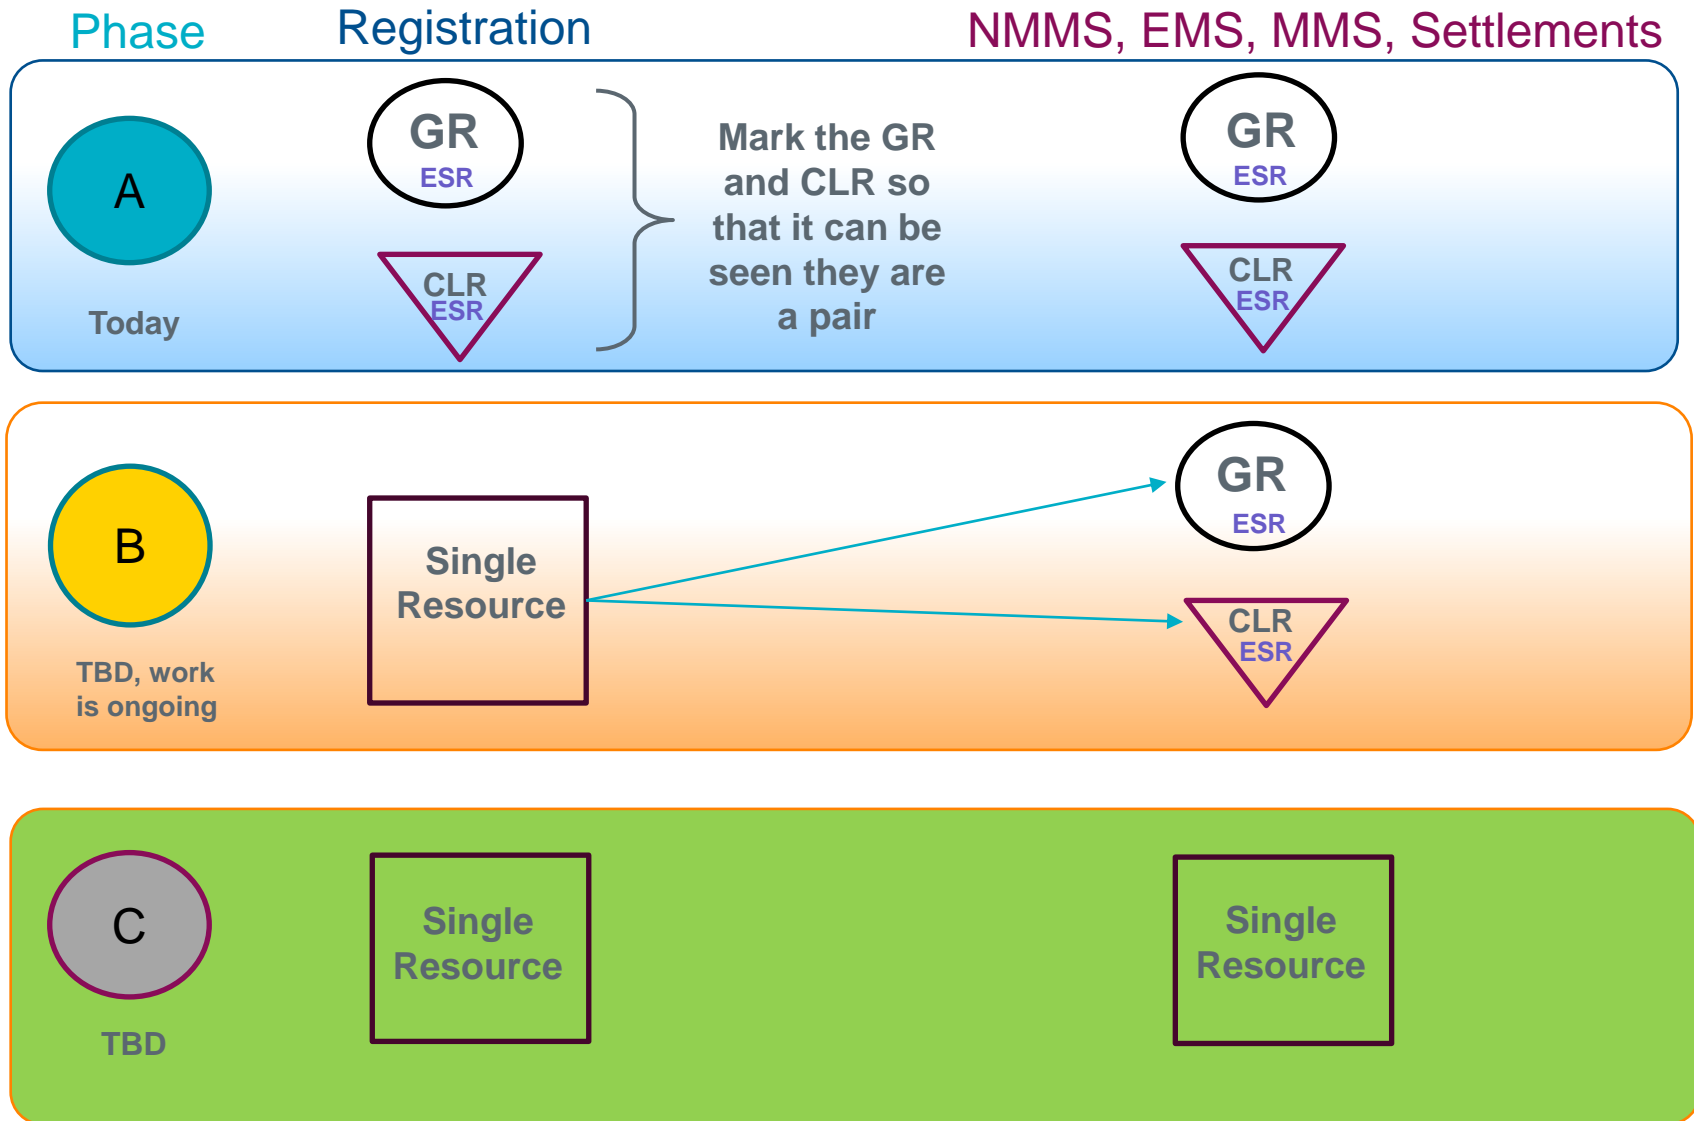 Phase
Registration
NMMS, EMS, MMS, Settlements
A
Today
GR
ESR
CLR
ESR
Mark the GR
and CLR so
that it can be
seen they are
a pair
GR
ESR
CLR
ESR
B
TBD, work
is ongoing
Single
Resource
GR
ESR
CLR
ESR
C
TBD
Single
Resource
Single
Resource